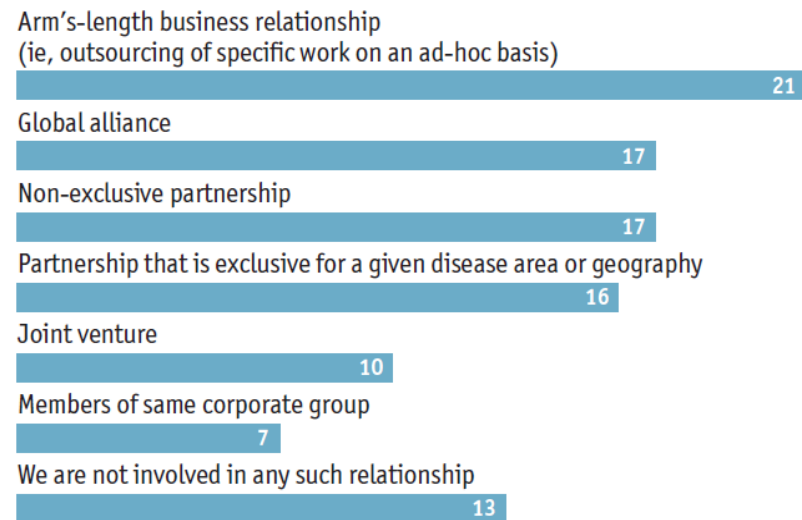 Arm’s-length business relationship
(ie, outsourcing of specific work on an ad-hoc basis)
21
Global alliance
17
Non-exclusive partnership
17
Partnership that is exclusive for a given disease area or geography
16
Joint venture
10
Members of same corporate group
7
We are not involved in any such relationship
13